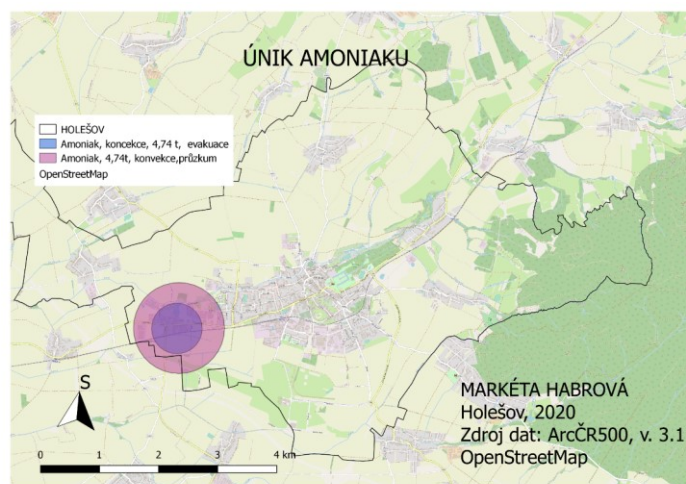 ÚNIK AMONIAKU
HOLEŠOV
Amoniak, koncekce, 4,74 t, evakuace
Amoniak, 4,74t, konvekce,průzkum
OpenStreetMap
S
0 1 2 3 4 km
MARKÉTA HABROVÁ
Holešov, 2020
Zdroj dat: ArcČR500, v. 3.1
OpenStreetMap